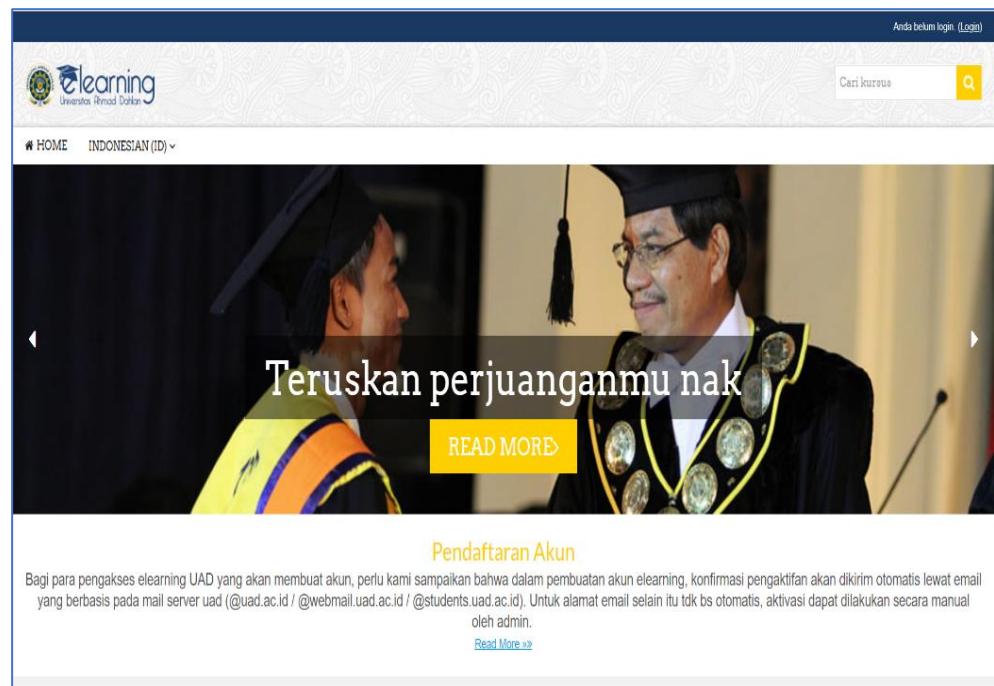 Anda belum login. (Login)
elearning
Universitas Ahmad Dahlan
Cari kursus
HOME INDONESIAN (ID)
Teruskan perjuanganmu nak
READ MORE
Pendaftaran Akun
Bagi para pengakses elearning UAD yang akan membuat akun, perlu kami sampaikan bahwa dalam pembuatan akun elearning, konfirmasi pengaktifan akan dikirim otomatis lewat email
yang berbasis pada mail server uad (@uad.ac.id / @webmail.uad.ac.id / @students.uad.ac.id). Untuk alamat email selain itu tdk bs otomatis, aktivasi dapat dilakukan secara manual
oleh admin.
Read More »»